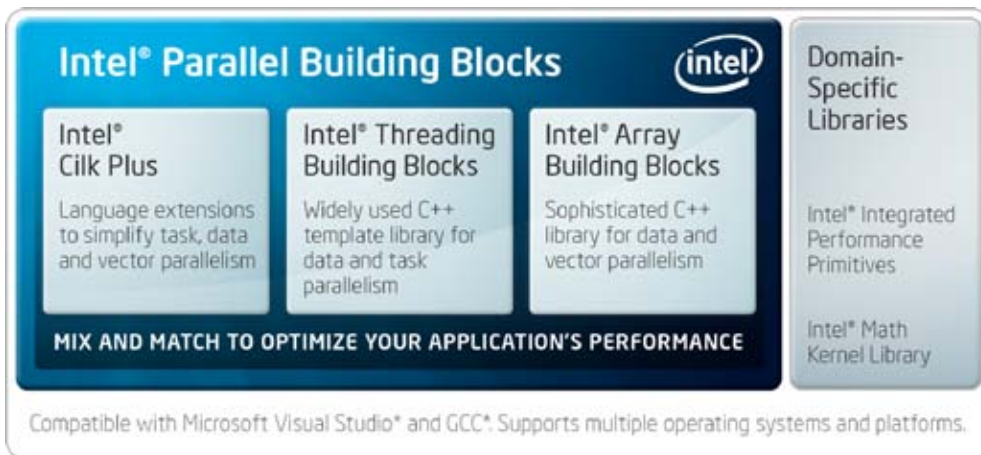 Intel® Parallel Building Blocks
intel
Intel®
Cilk Plus
Language extensions
to simplify task, data
and vector parallelism
Intel® Threading
Building Blocks
Widely used C++
template library for
data and task
parallelism
Intel® Array
Building Blocks
Sophisticated C++
library for data and
vector parallelism
MIX AND MATCH TO OPTIMIZE YOUR APPLICATION'S PERFORMANCE
Domain-
Specific
Libraries
Intel® Integrated
Performance
Primitives
Intel® Math
Kernel Library
Compatible with Microsoft Visual Studio* and GCC*. Supports multiple operating systems and platforms.